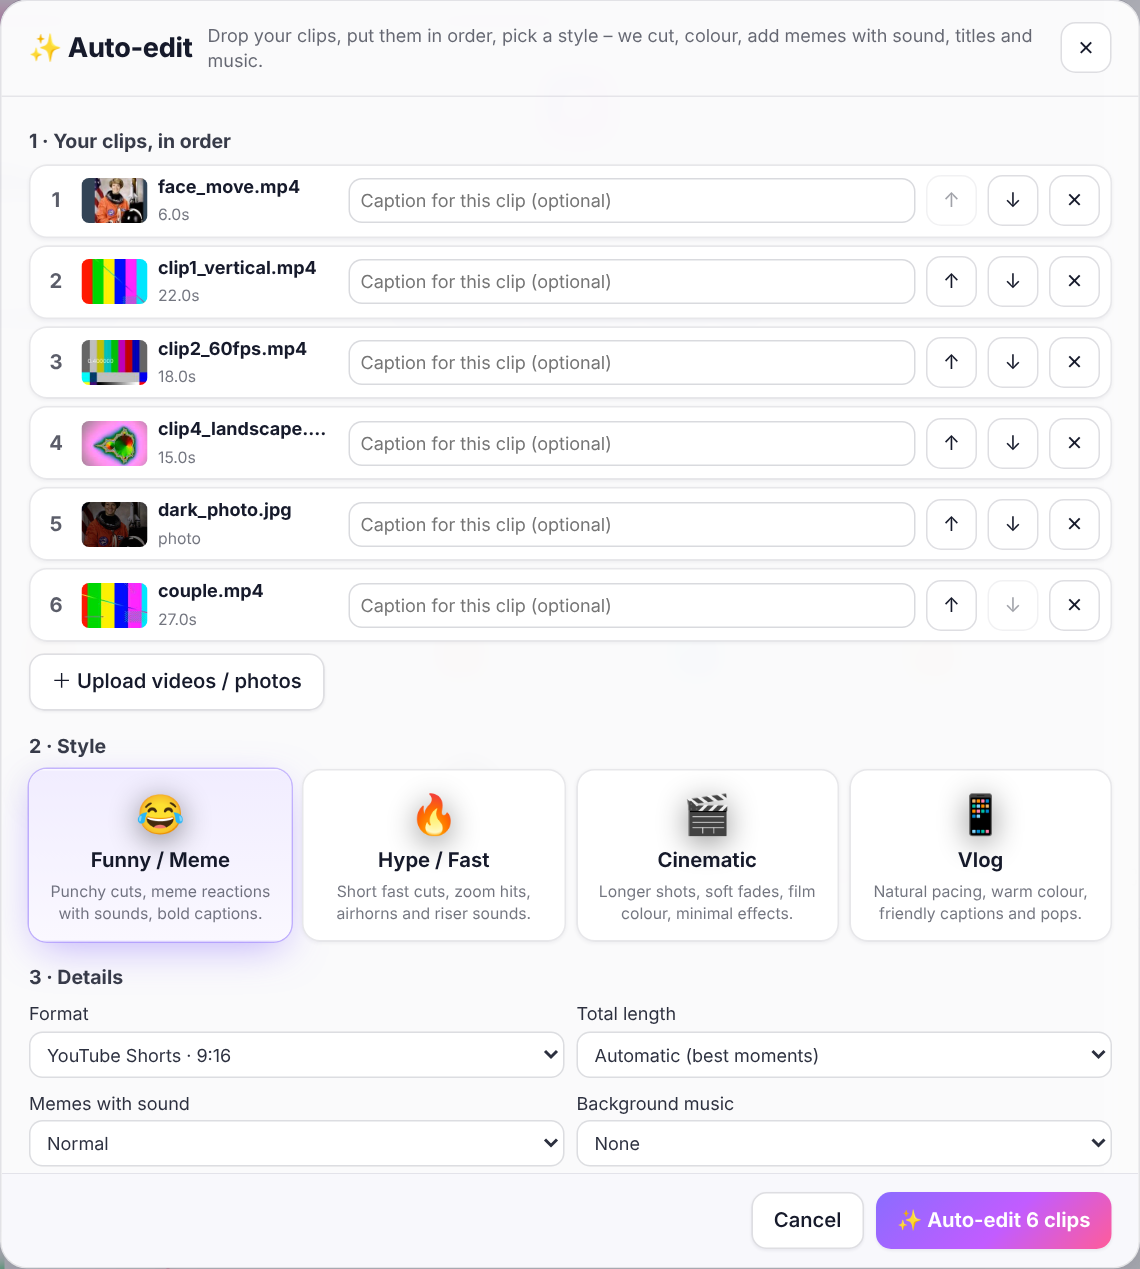 ✨ Auto-edit
Drop your clips, put them in order, pick a style – we cut, colour, add memes with sound, titles and
music.
✕
1 · Your clips, in order
1
face_move.mp4
6.0s
Caption for this clip (optional)
↑ ↓ ✕
2
clip1_vertical.mp4
22.0s
Caption for this clip (optional)
↑ ↓ ✕
3
clip2_60fps.mp4
18.0s
Caption for this clip (optional)
↑ ↓ ✕
4
clip4_landscape....
15.0s
Caption for this clip (optional)
↑ ↓ ✕
5
dark_photo.jpg
photo
Caption for this clip (optional)
↑ ↓ ✕
6
couple.mp4
27.0s
Caption for this clip (optional)
↑ ↓ ✕
+ Upload videos / photos
2 · Style
Funny / Meme
Punchy cuts, meme reactions
with sounds, bold captions.
Hype / Fast
Short fast cuts, zoom hits,
airhorns and riser sounds.
Cinematic
Longer shots, soft fades, film
colour, minimal effects.
Vlog
Natural pacing, warm colour,
friendly captions and pops.
3 · Details
Format
YouTube Shorts · 9:16
Total length
Automatic (best moments)
Memes with sound
Normal
Background music
None
Cancel
✨ Auto-edit 6 clips